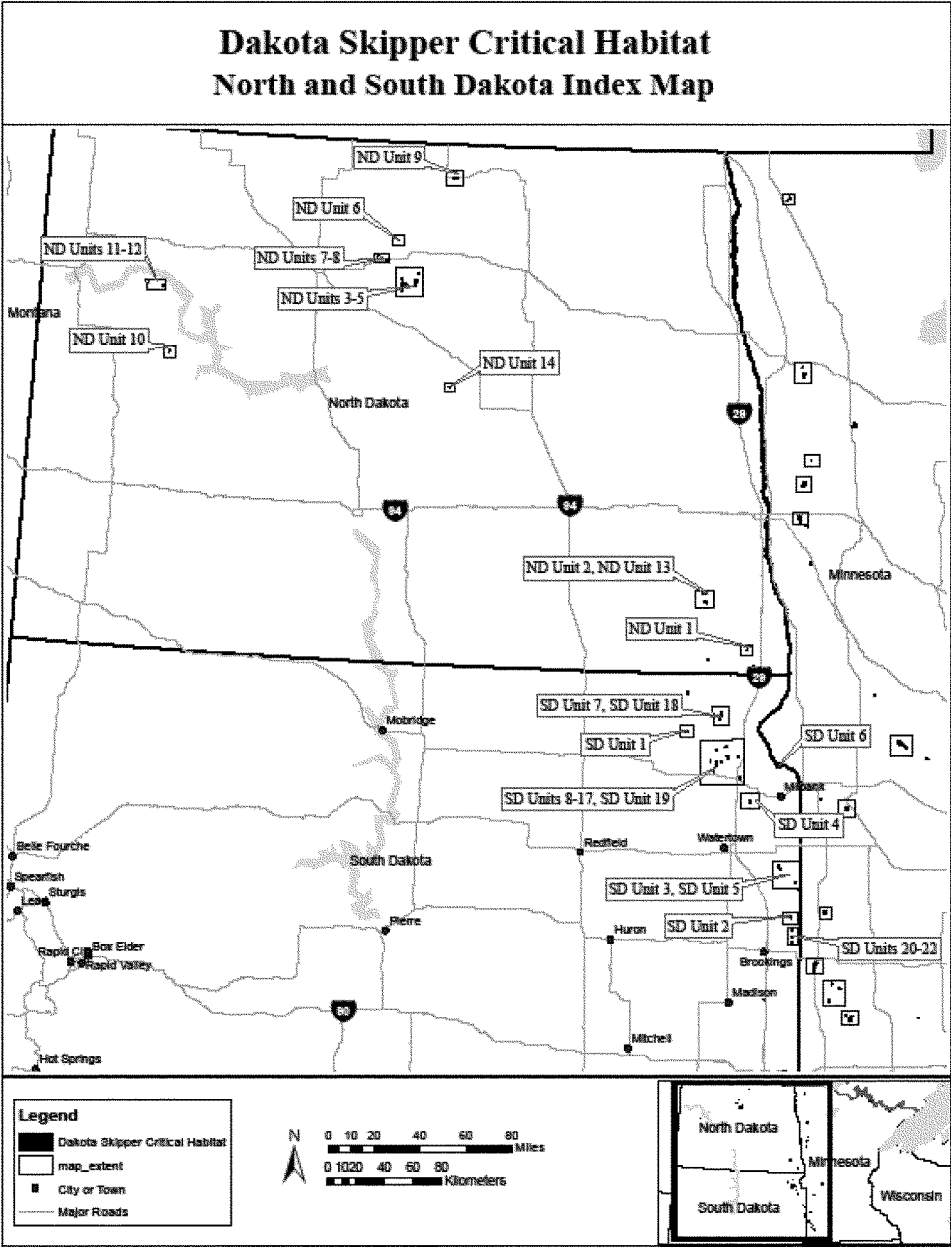 Dakota Skipper Critical Habitat
North and South Dakota Index Map
ND Unit 9
ND Unit 6
ND Units 11-12
ND Units 7-8
ND Units 3-5
Montana
ND Unit 10
ND Unit 14
North Dakota
29
94
94
ND Unit 2, ND Unit 13
Minnesota
ND Unit 1
29
SD Unit 7, SD Unit 18
Mobridge
SD Unit 1
SD Unit 6
SD Units 8-17, SD Unit 19
Milbank
SD Unit 4
Belle Fourche
Redfield
Watertown
South Dakota
Spearfish
Sturgis
SD Unit 3, SD Unit 5
Lead
Pierre
SD Unit 2
Huron
Box Elder
SD Units 20-22
Rapid City
Rapid Valley
Brookings
Madison
90
Mitchell
Hot Springs
Legend
Dakota Skipper Critical Habitat
map_extent
City or Town
Major Roads
N
0 10 20 40 60 80
Miles
0 10 20 40 60 80
Kilometers
North Dakota
Minnesota
South Dakota
Wisconsin